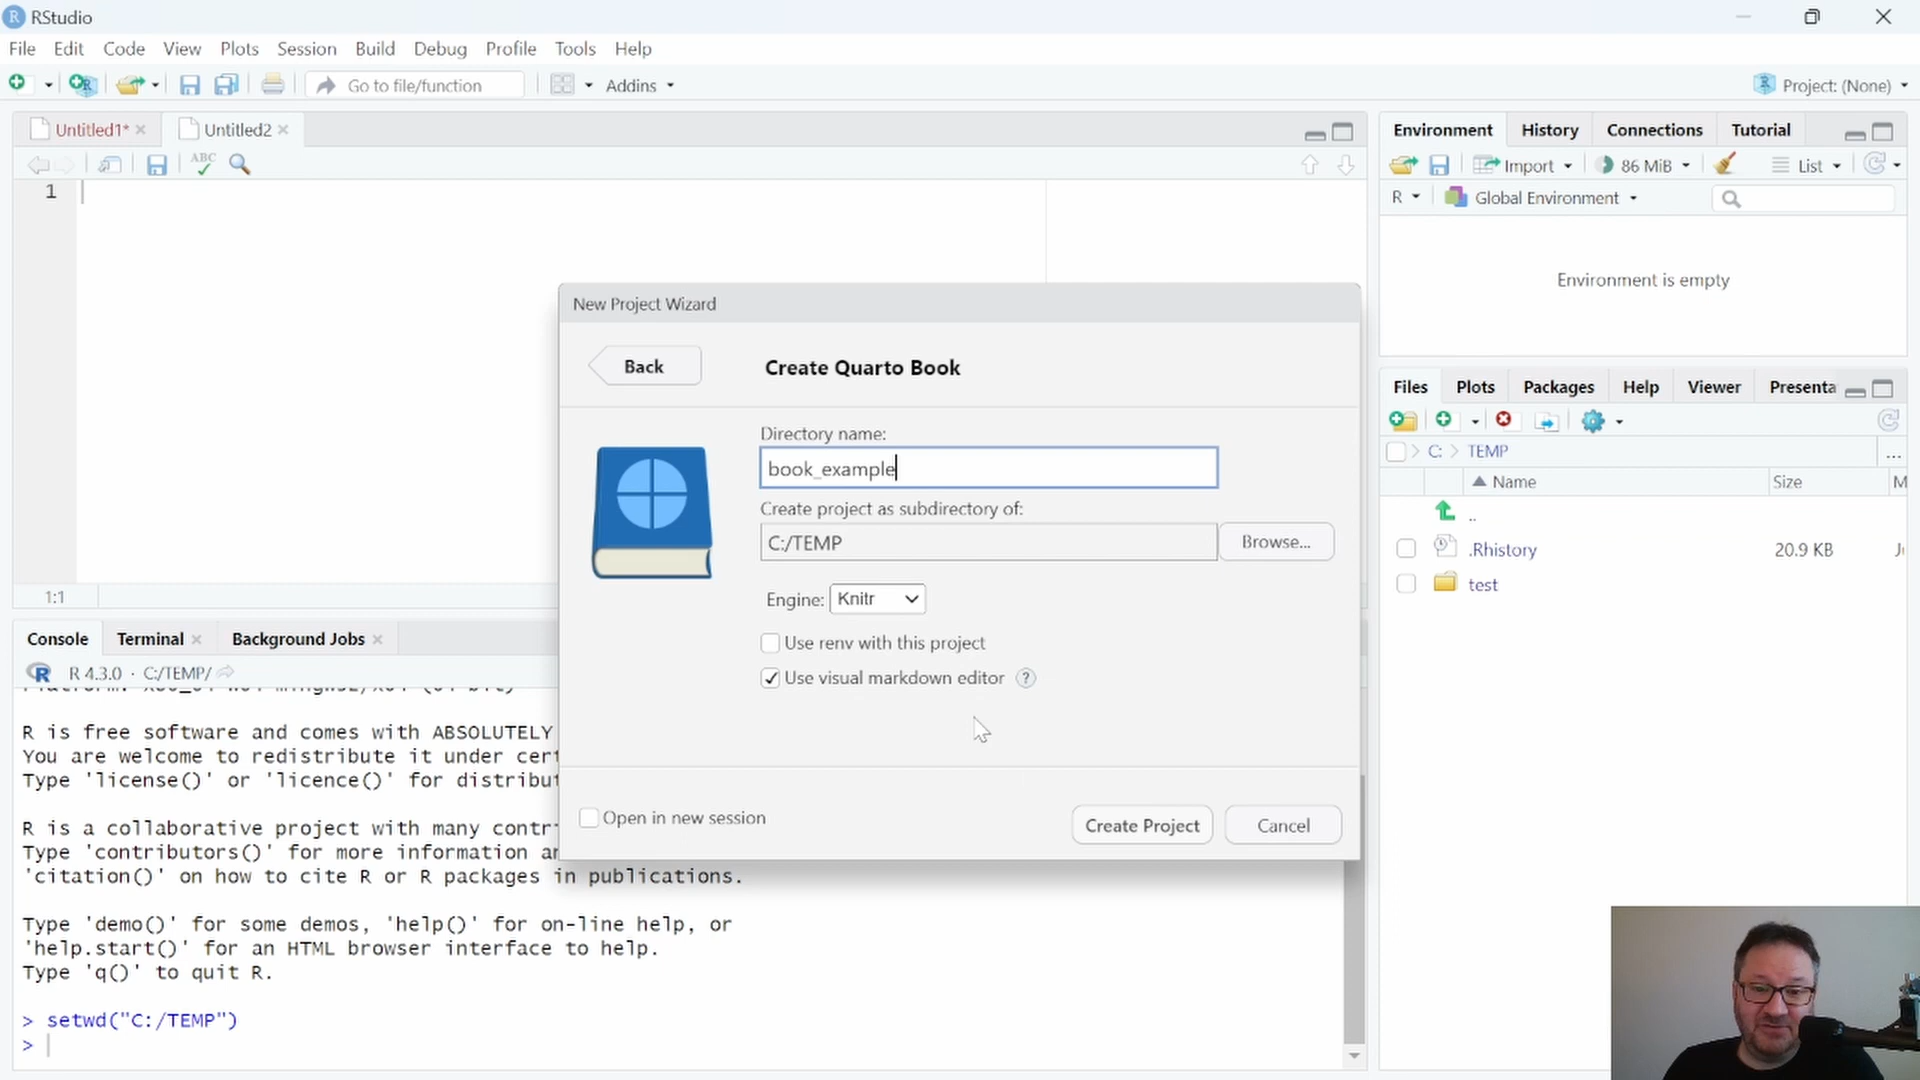 RStudio
File Edit Code View Plots Session Build Debug Profile Tools Help
Go to file/function Addins Project: (None)
Untitled1* Untitled2
ABC
1
1:1
Environment History Connections Tutorial
Import 86 MiB List
R Global Environment
Environment is empty
New Project Wizard
Back Create Quarto Book
Directory name:
book_example
Create project as subdirectory of:
C:/TEMP Browse...
Engine: Knitr
Use renv with this project
Use visual markdown editor ?
Open in new session Create Project Cancel
Files Plots Packages Help Viewer Presenta
C: TEMP ...
Name Size M
..
.Rhistory 20.9 KB
test
Console Terminal Background Jobs
R R 4.3.0 · C:/TEMP/
R is free software and comes with ABSOLUTELY
You are welcome to redistribute it under cer
Type 'license()' or 'licence()' for distribu
R is a collaborative project with many contr
Type 'contributors()' for more information a
'citation()' on how to cite R or R packages in publications.
Type 'demo()' for some demos, 'help()' for on-line help, or
'help.start()' for an HTML browser interface to help.
Type 'q()' to quit R.
> setwd("C:/TEMP")
>